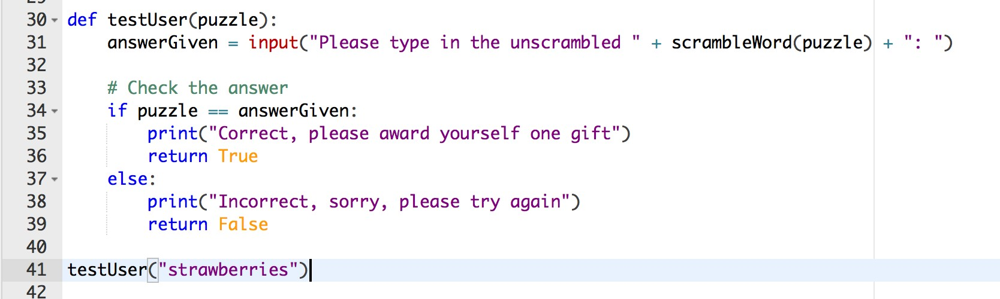 29
30 def testUser(puzzle):
31     answerGiven = input("Please type in the unscrambled " + scrambleWord(puzzle) + ": ")
32
33     # Check the answer
34     if puzzle == answerGiven:
35         print("Correct, please award yourself one gift")
36         return True
37     else:
38         print("Incorrect, sorry, please try again")
39         return False
40
41 testUser("strawberries")
42